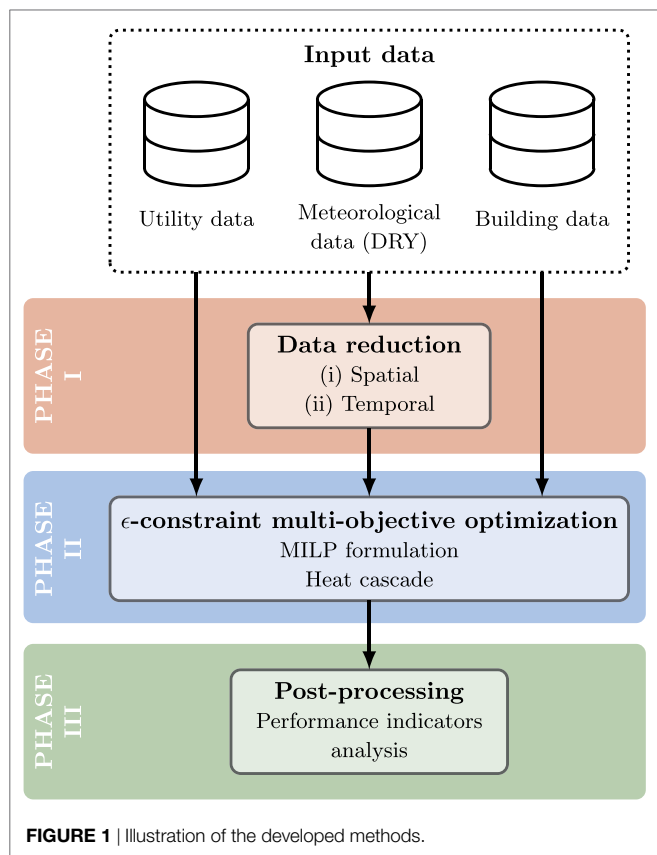 Input data
Utility data
Meteorological
data (DRY)
Building data
PHASE
I
Data reduction
(i) Spatial
(ii) Temporal
PHASE
II
ϵ-constraint multi-objective optimization
MILP formulation
Heat cascade
PHASE
III
Post-processing
Performance indicators
analysis
FIGURE 1 | Illustration of the developed methods.